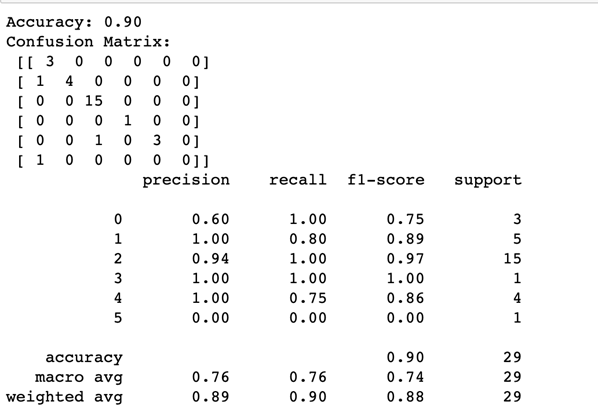 Accuracy: 0.90
Confusion Matrix:
[[ 3 0 0 0 0 0]
[ 1 4 0 0 0 0]
[ 0 0 15 0 0 0]
[ 0 0 0 1 0 0]
[ 0 0 1 0 3 0]
[ 1 0 0 0 0 0]]
precision recall f1-score support
0 0.60 1.00 0.75 3
1 1.00 0.80 0.89 5
2 0.94 1.00 0.97 15
3 1.00 1.00 1.00 1
4 1.00 0.75 0.86 4
5 0.00 0.00 0.00 1
accuracy 0.90 29
macro avg 0.76 0.76 0.74 29
weighted avg 0.89 0.90 0.88 29